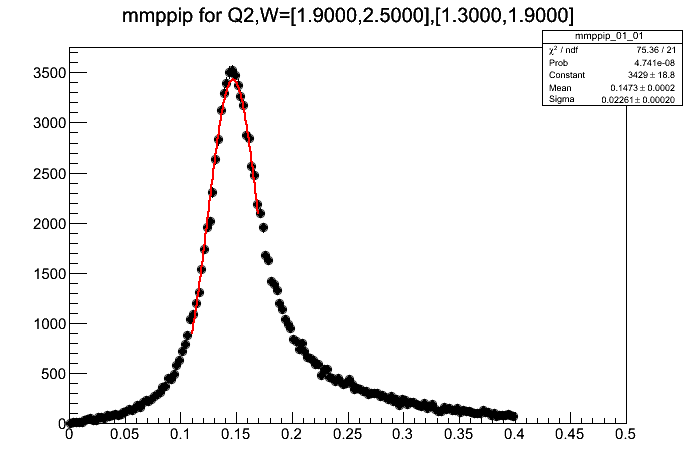 mmppip for Q2,W=[1.9000,2.5000],[1.3000,1.9000]
mmppip_01_01
χ² / ndf 75.36 / 21
Prob 4.741e-08
Constant 3429 ± 18.8
Mean 0.1473 ± 0.0002
Sigma 0.02261 ± 0.00020
3500
3000
2500
2000
1500
1000
500
0
0 0.05 0.1 0.15 0.2 0.25 0.3 0.35 0.4 0.45 0.5